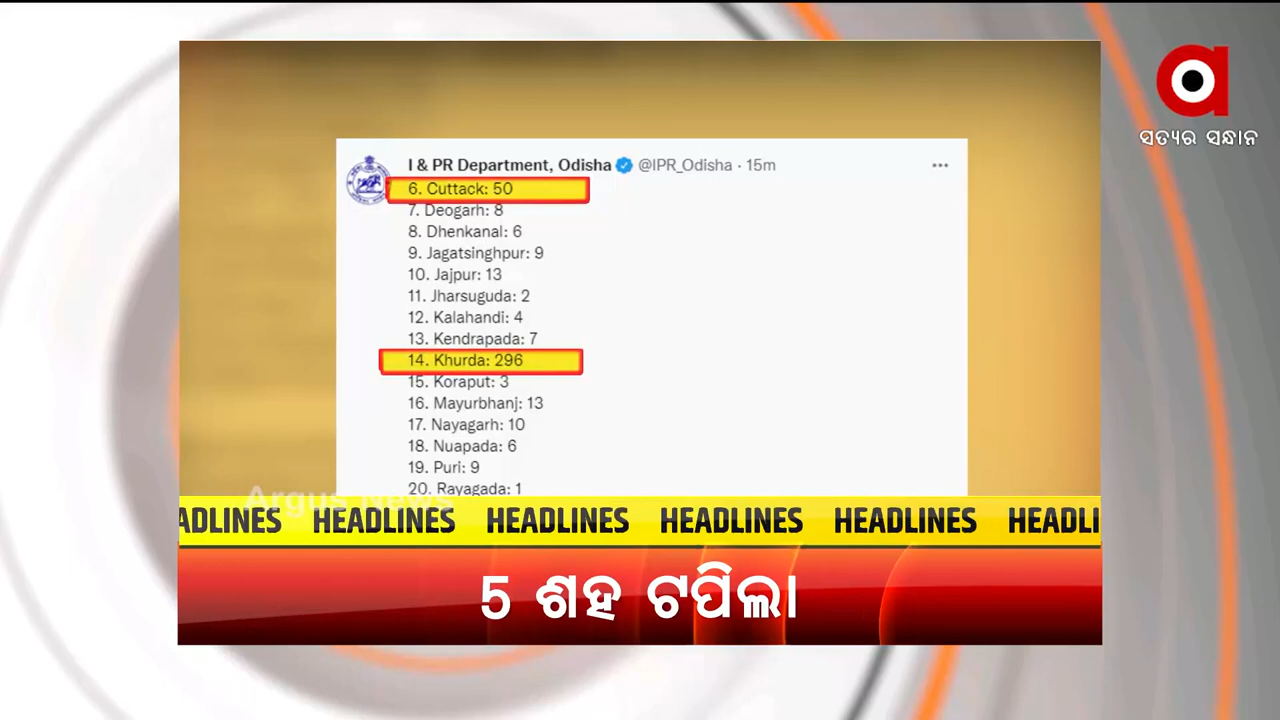 ସତ୍ୟର ସନ୍ଧାନ
I & PR Department, Odisha @IPR_Odisha · 15m
6. Cuttack: 50
7. Deogarh: 8
8. Dhenkanal: 6
9. Jagatsinghpur: 9
10. Jajpur: 13
11. Jharsuguda: 2
12. Kalahandi: 4
13. Kendrapada: 7
14. Khurda: 296
15. Koraput: 3
16. Mayurbhanj: 13
17. Nayagarh: 10
18. Nuapada: 6
19. Puri: 9
20. Rayagada: 1
Argus News
ADLINES HEADLINES HEADLINES HEADLINES HEADLINES HEADLI
5 ଶହ ଟପିଲା